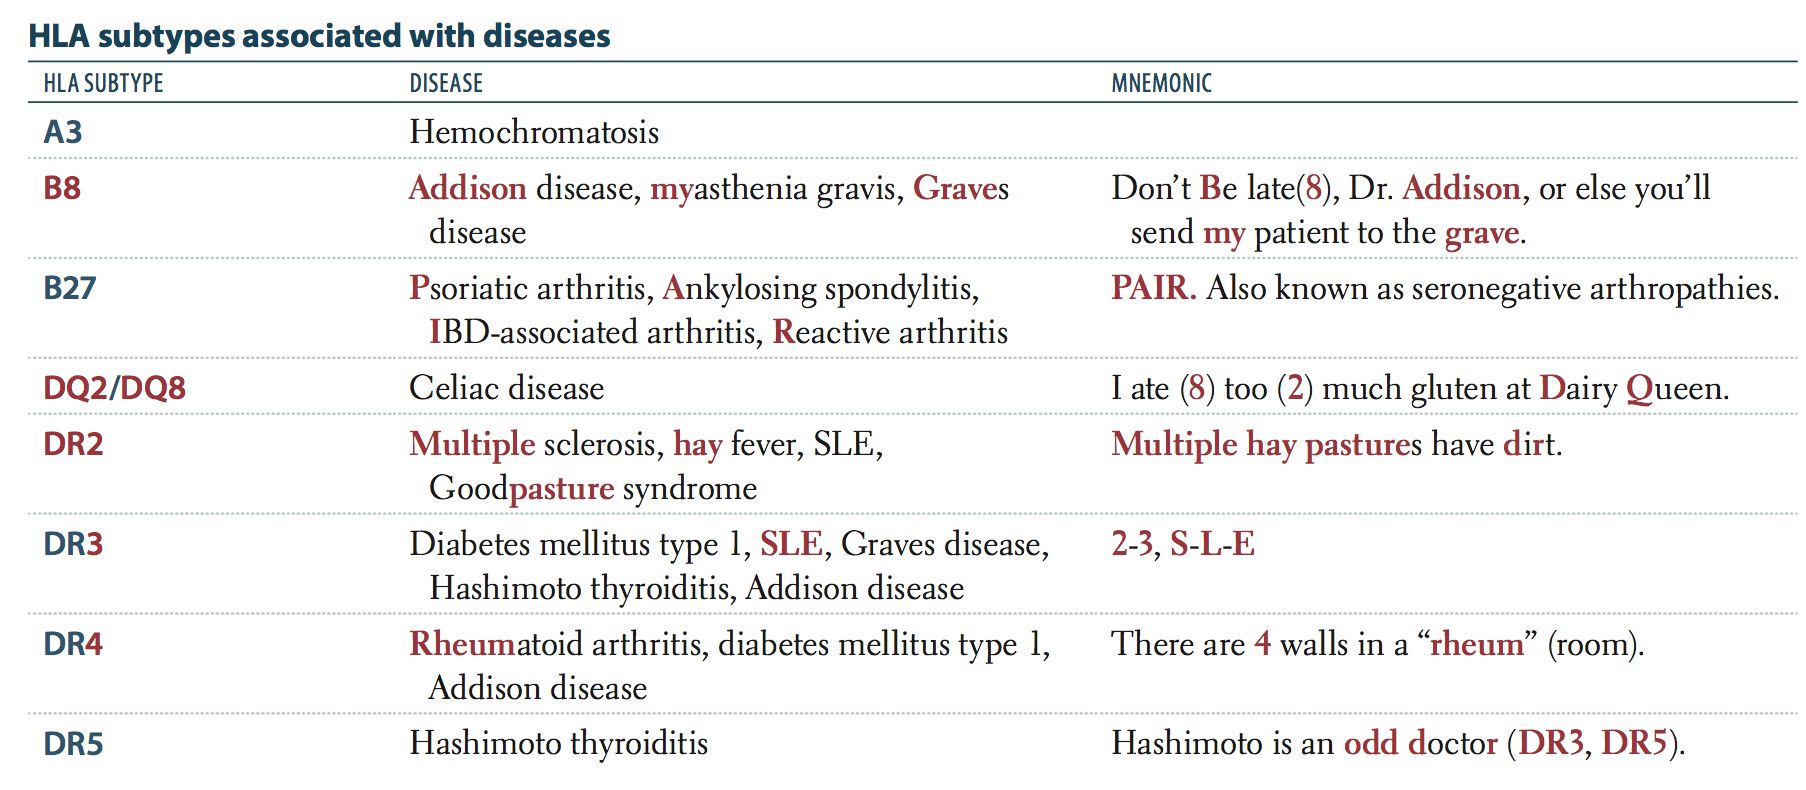 HLA subtypes associated with diseases
HLA SUBTYPE DISEASE MNEMONIC
A3 Hemochromatosis
B8 Addison disease, myasthenia gravis, Graves Don’t Be late(8), Dr. Addison, or else you’ll
disease send my patient to the grave.
B27 Psoriatic arthritis, Ankylosing spondylitis, PAIR. Also known as seronegative arthropathies.
IBD-associated arthritis, Reactive arthritis
DQ2/DQ8 Celiac disease I ate (8) too (2) much gluten at Dairy Queen.
DR2 Multiple sclerosis, hay fever, SLE, Multiple hay pastures have dirt.
Goodpasture syndrome
DR3 Diabetes mellitus type 1, SLE, Graves disease, 2-3, S-L-E
Hashimoto thyroiditis, Addison disease
DR4 Rheumatoid arthritis, diabetes mellitus type 1, There are 4 walls in a “rheum” (room).
Addison disease
DR5 Hashimoto thyroiditis Hashimoto is an odd doctor (DR3, DR5).